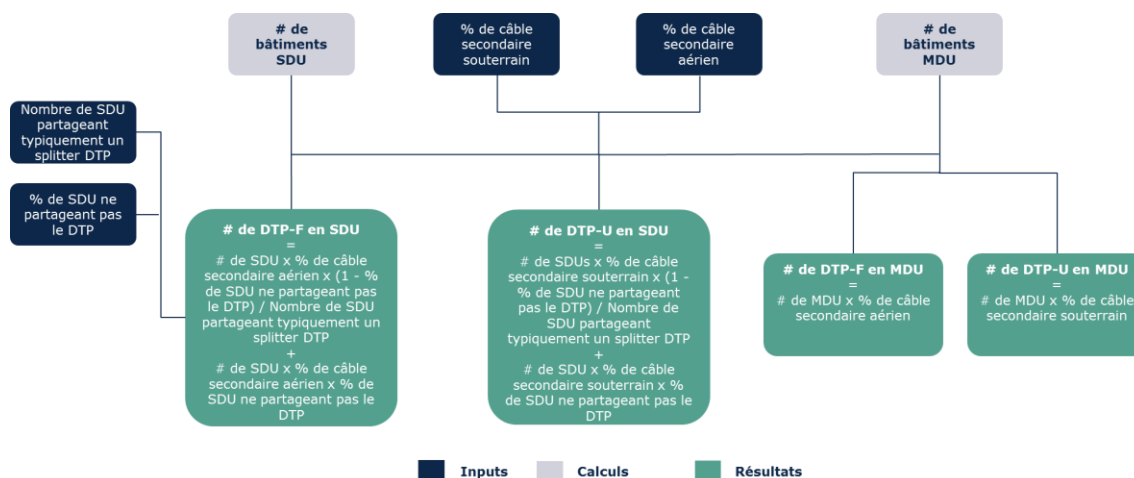 # de
bâtiments
SDU
% de câble
secondaire
souterrain
% de câble
secondaire
aérien
# de
bâtiments
MDU
Nombre de SDU
partageant
typiquement un
splitter DTP
% de SDU ne
partageant pas
le DTP
# de DTP-F en SDU
=
# de SDU x % de câble
secondaire aérien x (1 - %
de SDU ne partageant pas
le DTP) / Nombre de SDU
partageant typiquement un
splitter DTP
+
# de SDU x % de câble
secondaire aérien x % de
SDU ne partageant pas le
DTP
# de DTP-U en SDU
=
# de SDUs x % de câble
secondaire souterrain x (1 -
% de SDU ne partageant
pas le DTP) / Nombre de
SDU partageant
typiquement un splitter DTP
+
# de SDU x % de câble
secondaire souterrain x %
de SDU ne partageant pas le
DTP
# de DTP-F en MDU
=
# de MDU x % de câble
secondaire aérien
# de DTP-U en MDU
=
# de MDU x % de câble
secondaire souterrain
Inputs
Calculs
Résultats